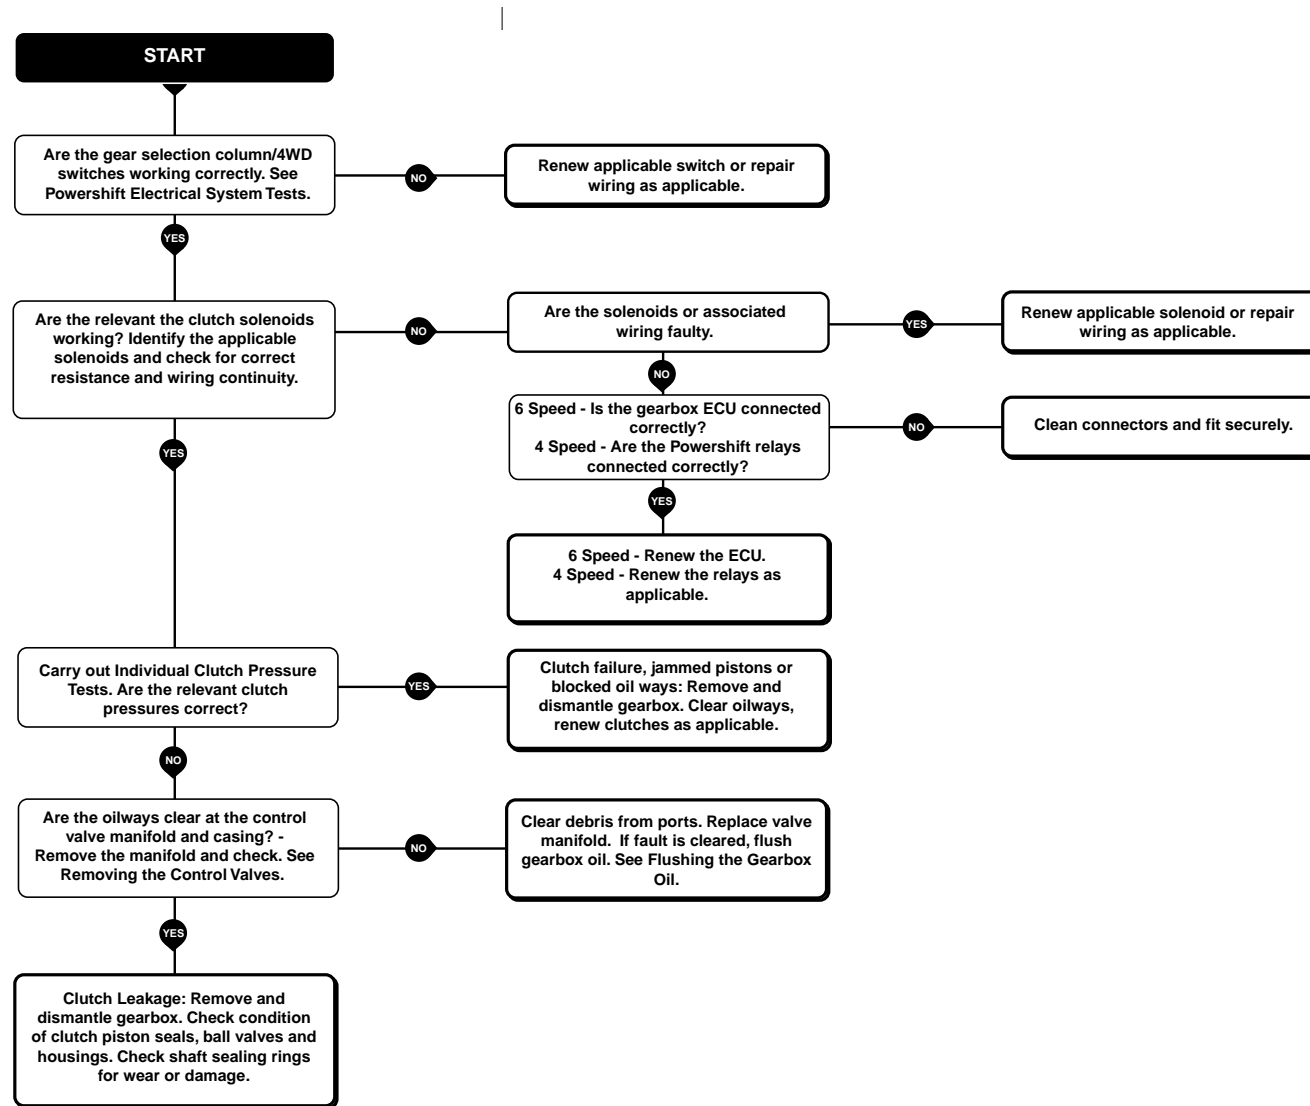 START
Are the gear selection column/4WD
switches working correctly. See
Powershift Electrical System Tests.
NO
Renew applicable switch or repair
wiring as applicable.
YES
Are the relevant the clutch solenoids
working? Identify the applicable
solenoids and check for correct
resistance and wiring continuity.
NO
Are the solenoids or associated
wiring faulty.
YES
Renew applicable solenoid or repair
wiring as applicable.
NO
6 Speed - Is the gearbox ECU connected
correctly?
4 Speed - Are the Powershift relays
connected correctly?
NO
Clean connectors and fit securely.
YES
YES
6 Speed - Renew the ECU.
4 Speed - Renew the relays as
applicable.
Carry out Individual Clutch Pressure
Tests. Are the relevant clutch
pressures correct?
YES
Clutch failure, jammed pistons or
blocked oil ways: Remove and
dismantle gearbox. Clear oilways,
renew clutches as applicable.
NO
Are the oilways clear at the control
valve manifold and casing? -
Remove the manifold and check. See
Removing the Control Valves.
NO
Clear debris from ports. Replace valve
manifold.  If fault is cleared, flush
gearbox oil. See Flushing the Gearbox
Oil.
YES
Clutch Leakage: Remove and
dismantle gearbox. Check condition
of clutch piston seals, ball valves and
housings. Check shaft sealing rings
for wear or damage.